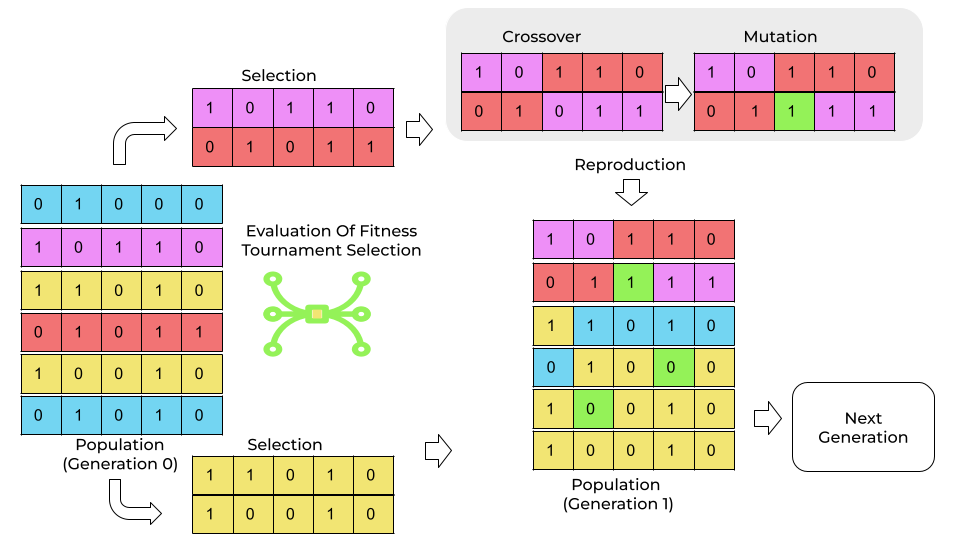 Crossover
Mutation
1 0 1 1 0
0 1 0 1 1
1 0 1 1 0
0 1 1 1 1
Selection
1 0 1 1 0
0 1 0 1 1
Reproduction
0 1 0 0 0
1 0 1 1 0
1 1 0 1 0
0 1 0 1 1
1 0 0 1 0
0 1 0 1 0
Population
(Generation 0)
Evaluation Of Fitness
Tournament Selection
Selection
1 1 0 1 0
1 0 0 1 0
1 0 1 1 0
0 1 1 1 1
1 1 0 1 0
0 1 0 0 0
1 0 0 1 0
1 0 0 1 0
Population
(Generation 1)
Next
Generation